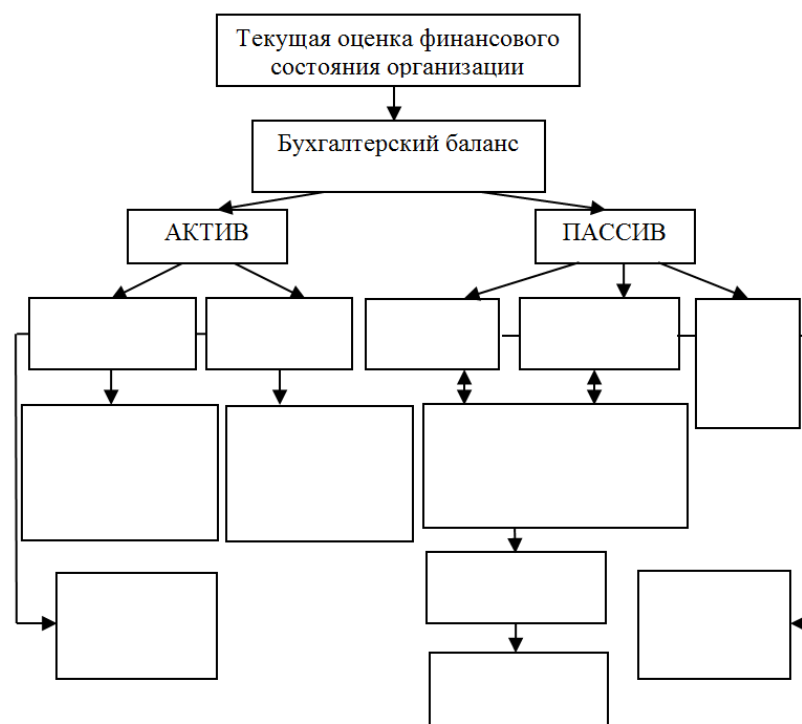 Текущая оценка финансового
состояния организации
Бухгалтерский баланс
АКТИВ
ПАССИВ